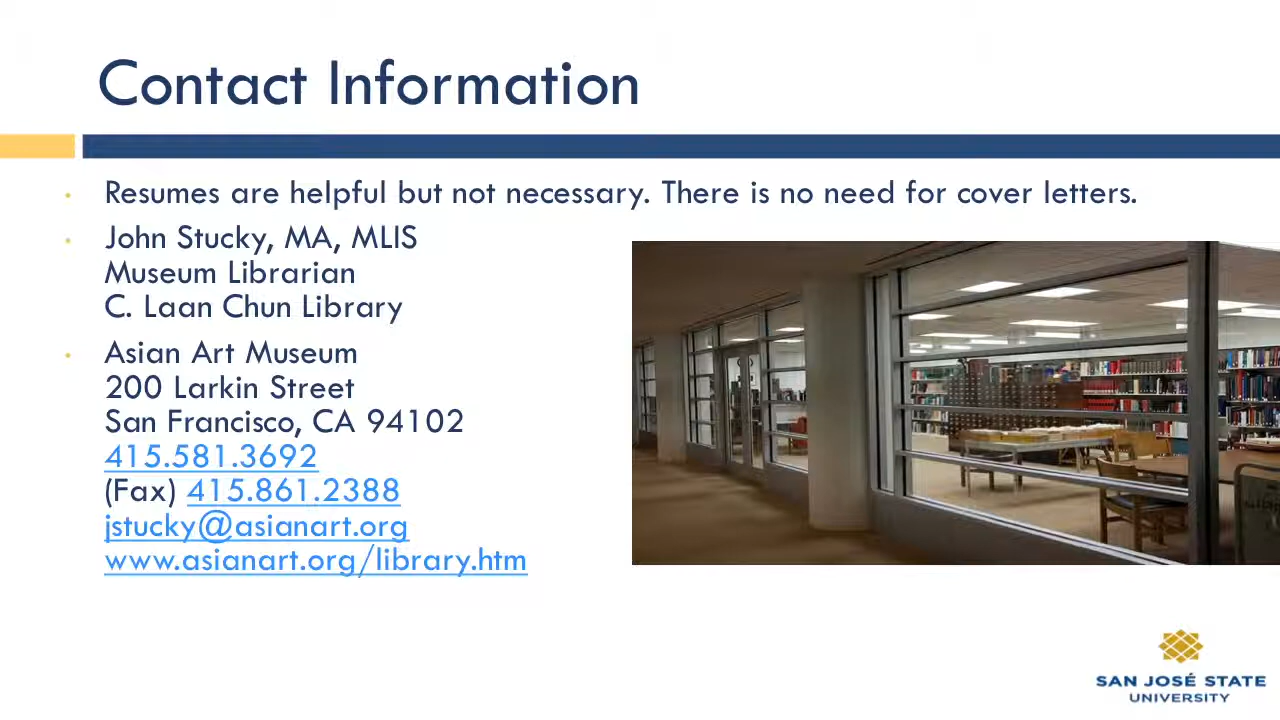 Contact Information
Resumes are helpful but not necessary. There is no need for cover letters.
John Stucky, MA, MLIS
Museum Librarian
C. Laan Chun Library
Asian Art Museum
200 Larkin Street
San Francisco, CA 94102
415.581.3692
(Fax) 415.861.2388
jstucky@asianart.org
www.asianart.org/library.htm
SAN JOSÉ STATE
UNIVERSITY